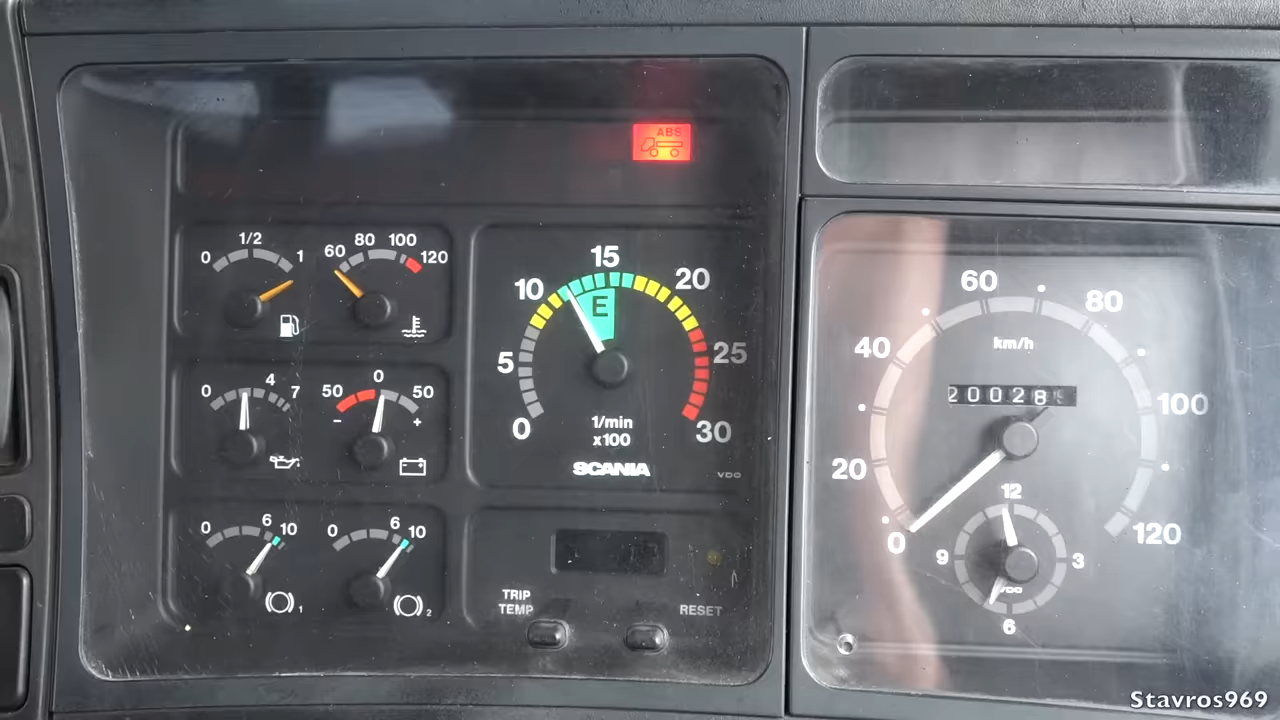 ABS
0 1/2 1
60 80 100 120
0 5 10 15 20 25 30
E
1/min
x100
SCANIA
VDO
0 4 7
50 0 50
- +
0 6 10
1
0 6 10
2
TRIP
TEMP
RESET
0 20 40 60 80 100 120
km/h
20028
12
9 3
VDO
6
Stavros969